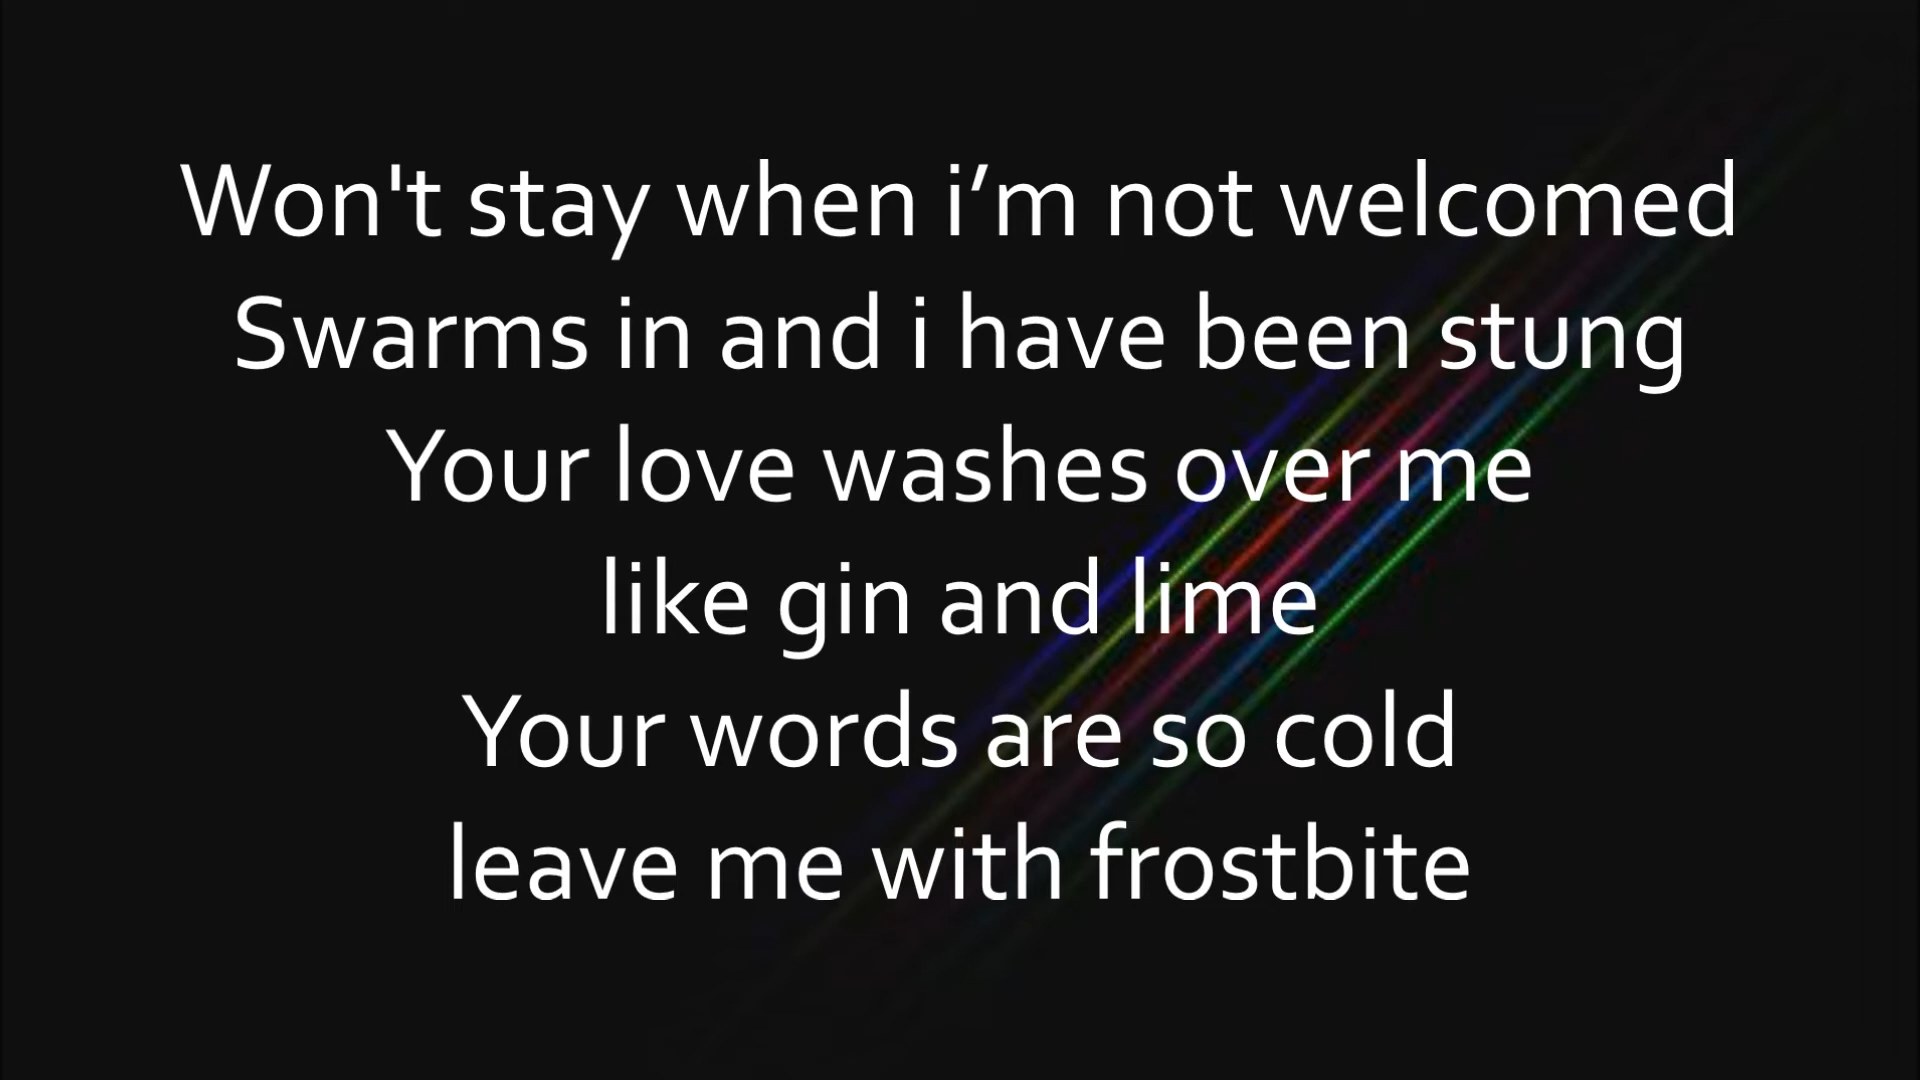 Won't stay when i’m not welcomed
Swarms in and i have been stung
Your love washes over me
like gin and lime
Your words are so cold
leave me with frostbite